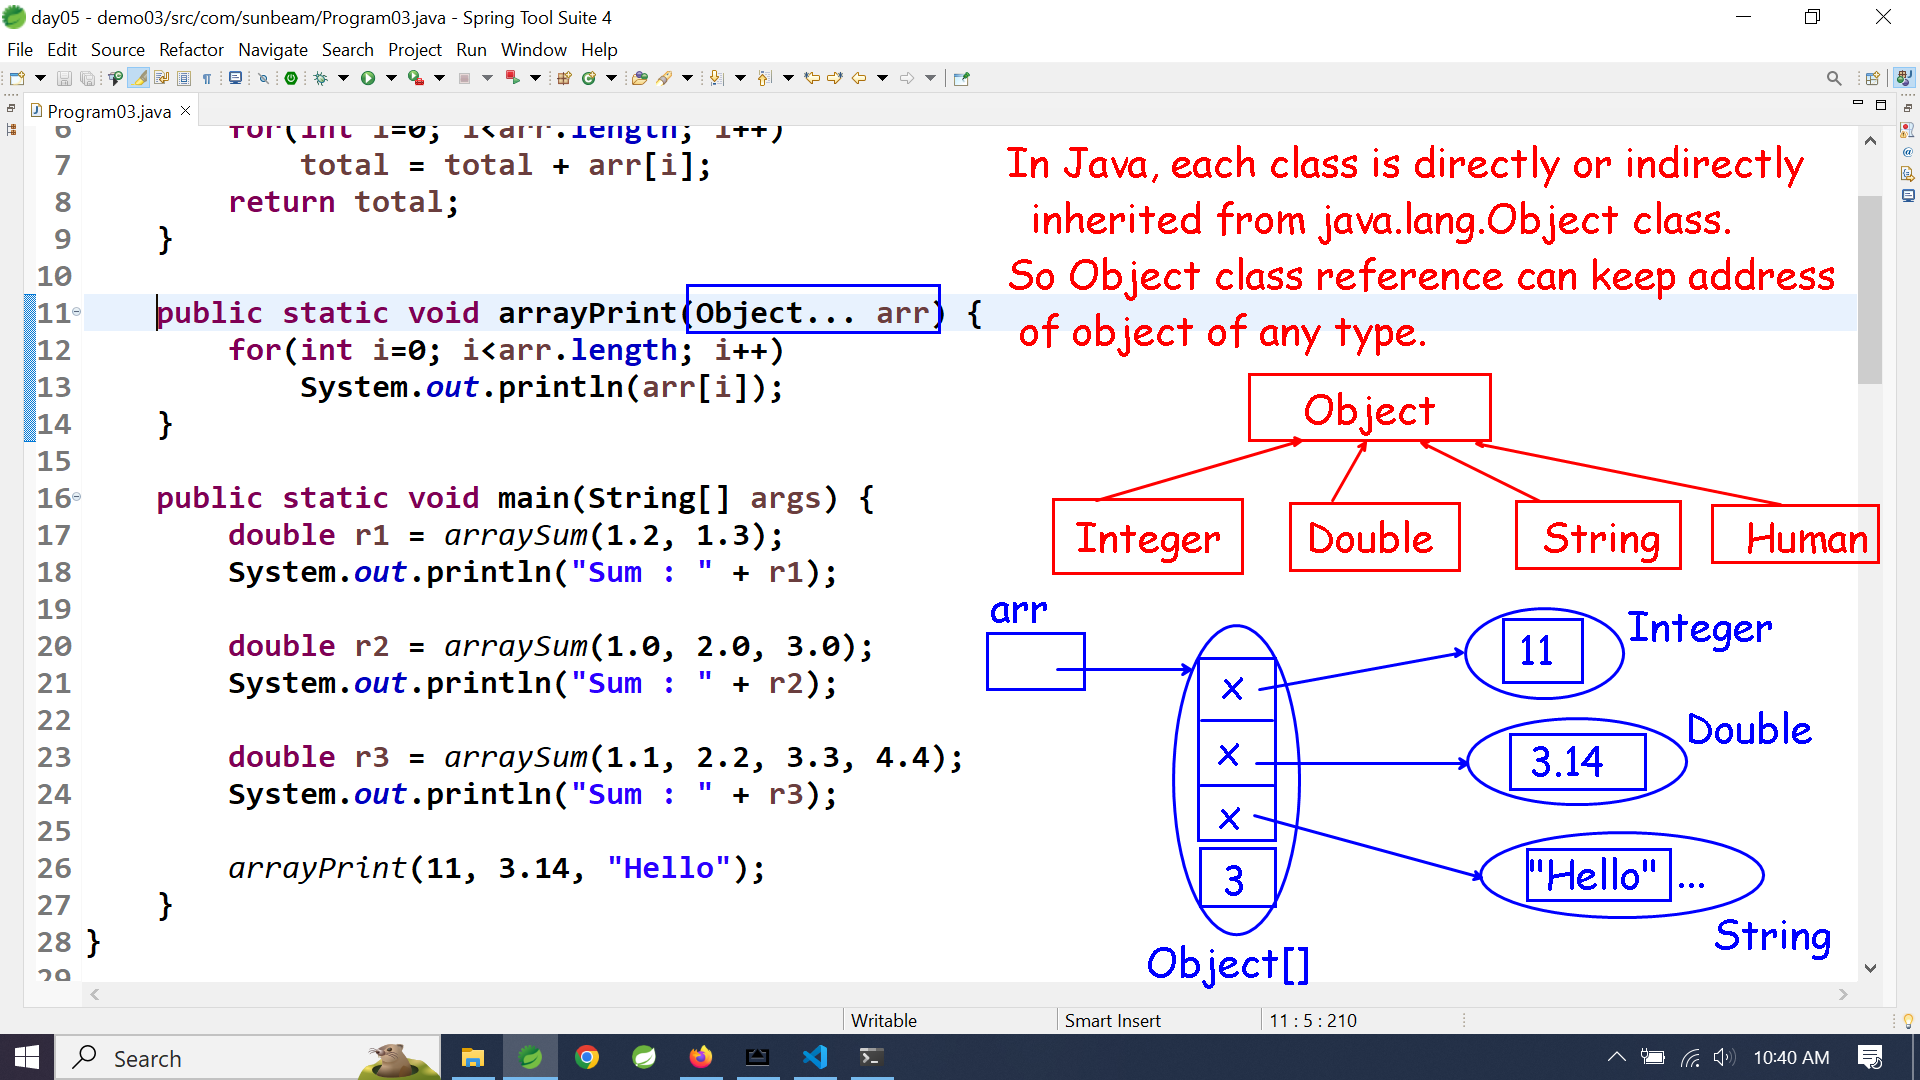 day05 - demo03/src/com/sunbeam/Program03.java - Spring Tool Suite 4
File Edit Source Refactor Navigate Search Project Run Window Help
Program03.java
6 for(int i=0; i<arr.length; i++)
7 total = total + arr[i];
8 return total;
9 }
10
11 public static void arrayPrint(Object... arr) {
12 for(int i=0; i<arr.length; i++)
13 System.out.println(arr[i]);
14 }
15
16 public static void main(String[] args) {
17 double r1 = arraySum(1.2, 1.3);
18 System.out.println("Sum : " + r1);
19
20 double r2 = arraySum(1.0, 2.0, 3.0);
21 System.out.println("Sum : " + r2);
22
23 double r3 = arraySum(1.1, 2.2, 3.3, 4.4);
24 System.out.println("Sum : " + r3);
25
26 arrayPrint(11, 3.14, "Hello");
27 }
28 }
29
In Java, each class is directly or indirectly
inherited from java.lang.Object class.
So Object class reference can keep address
of object of any type.
Object
Integer Double String Human
arr
x
x
x
3
Object[]
11 Integer
3.14 Double
"Hello" ...
String
Writable Smart Insert 11 : 5 : 210
Search 10:40 AM